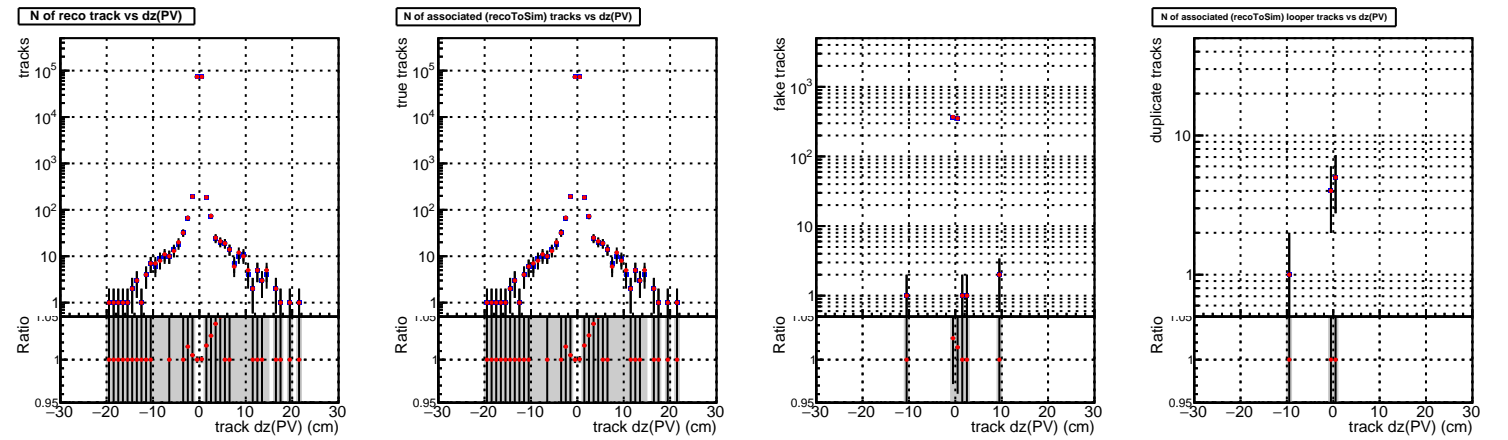 N of reco track vs dz(PV)
tracks
10^5
10^4
10^3
10^2
10
1
1.05
Ratio
1
0.95
−30 −20 −10 0 10 20 30
track dz(PV) (cm)
N of associated (recoToSim) tracks vs dz(PV)
true tracks
10^5
10^4
10^3
10^2
10
1
1.05
Ratio
1
0.95
−30 −20 −10 0 10 20 30
track dz(PV) (cm)
fake tracks
10^3
10^2
10
1
1.05
Ratio
1
0.95
−30 −20 −10 0 10 20 30
track dz(PV) (cm)
N of associated (recoToSim) looper tracks vs dz(PV)
duplicate tracks
10
1
1.05
Ratio
1
0.95
−30 −20 −10 0 10 20 30
track dz(PV) (cm)